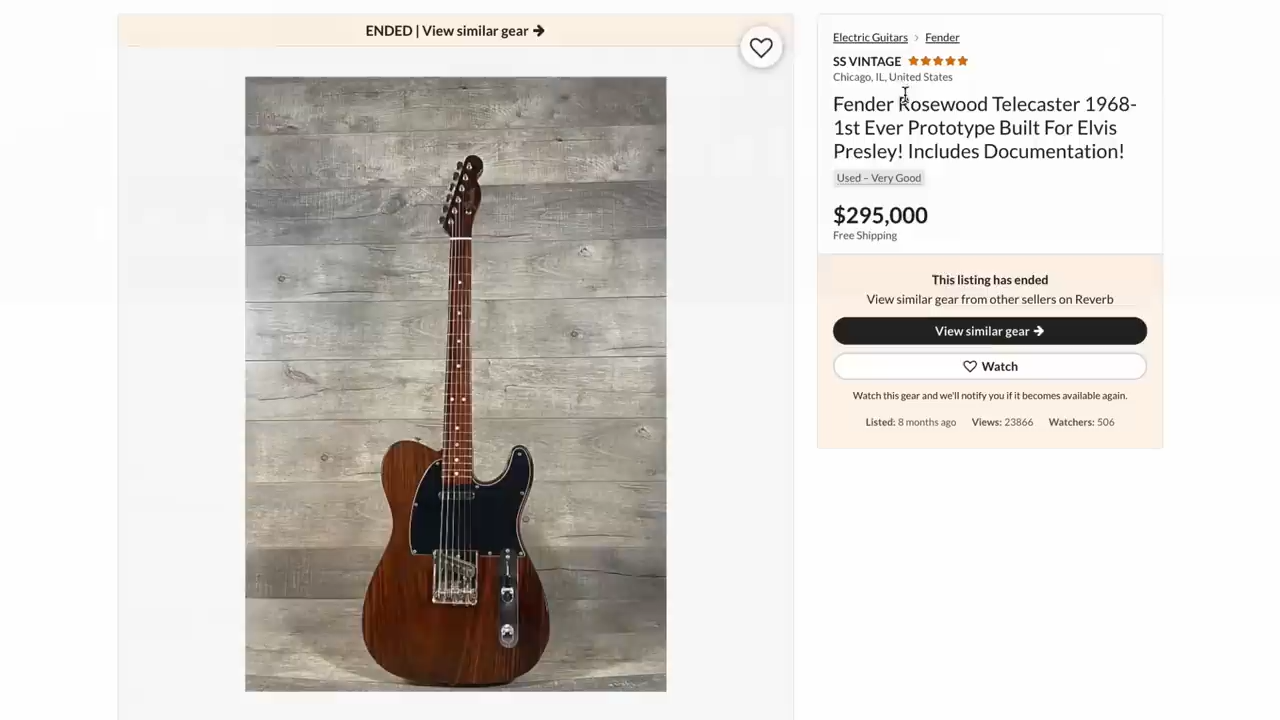 ENDED | View similar gear →
Electric Guitars › Fender
SS VINTAGE ★★★★★
Chicago, IL, United States
Fender Rosewood Telecaster 1968-
1st Ever Prototype Built For Elvis
Presley! Includes Documentation!
Used – Very Good
$295,000
Free Shipping
This listing has ended
View similar gear from other sellers on Reverb
View similar gear →
Watch
Watch this gear and we'll notify you if it becomes available again.
Listed: 8 months ago Views: 23866 Watchers: 506